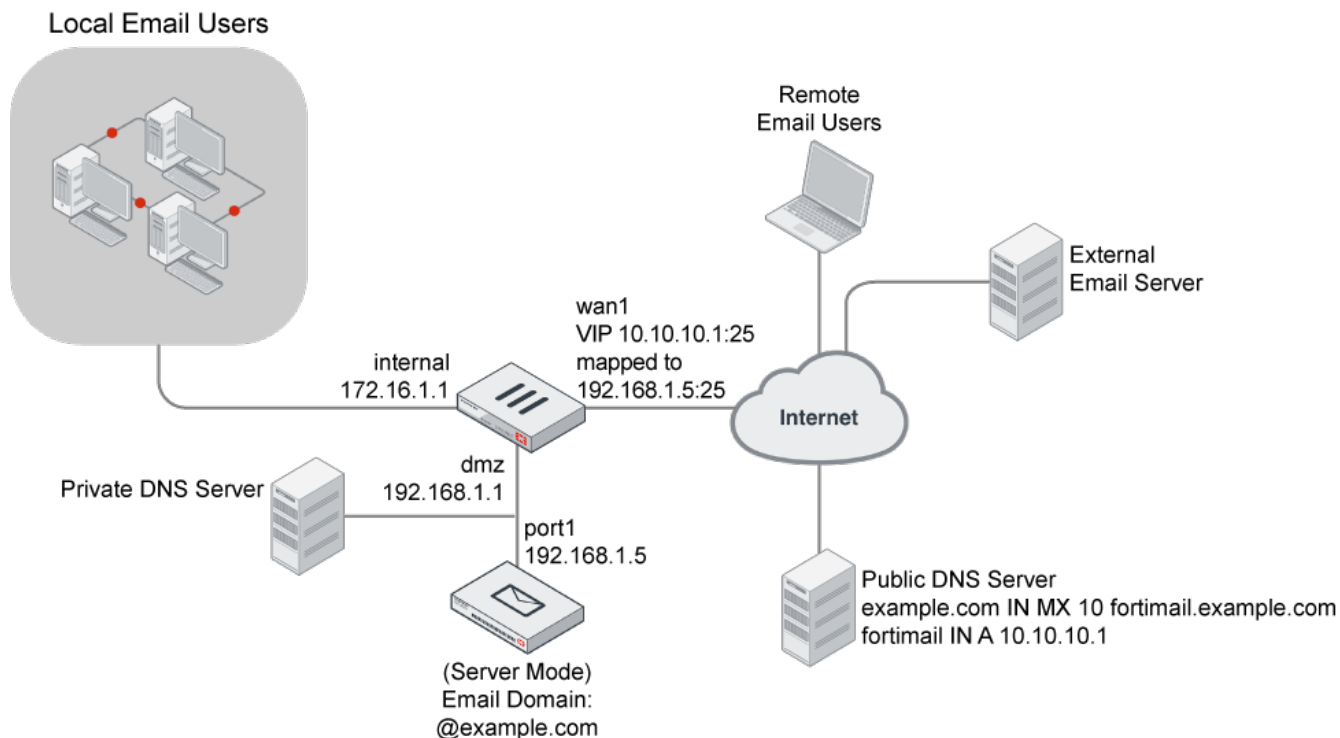 Local Email Users
Remote
Email Users
External
Email Server
wan1
VIP 10.10.10.1:25
mapped to
192.168.1.5:25
internal
172.16.1.1
Internet
dmz
192.168.1.1
Private DNS Server
port1
192.168.1.5
Public DNS Server
example.com IN MX 10 fortimail.example.com
fortimail IN A 10.10.10.1
(Server Mode)
Email Domain:
@example.com